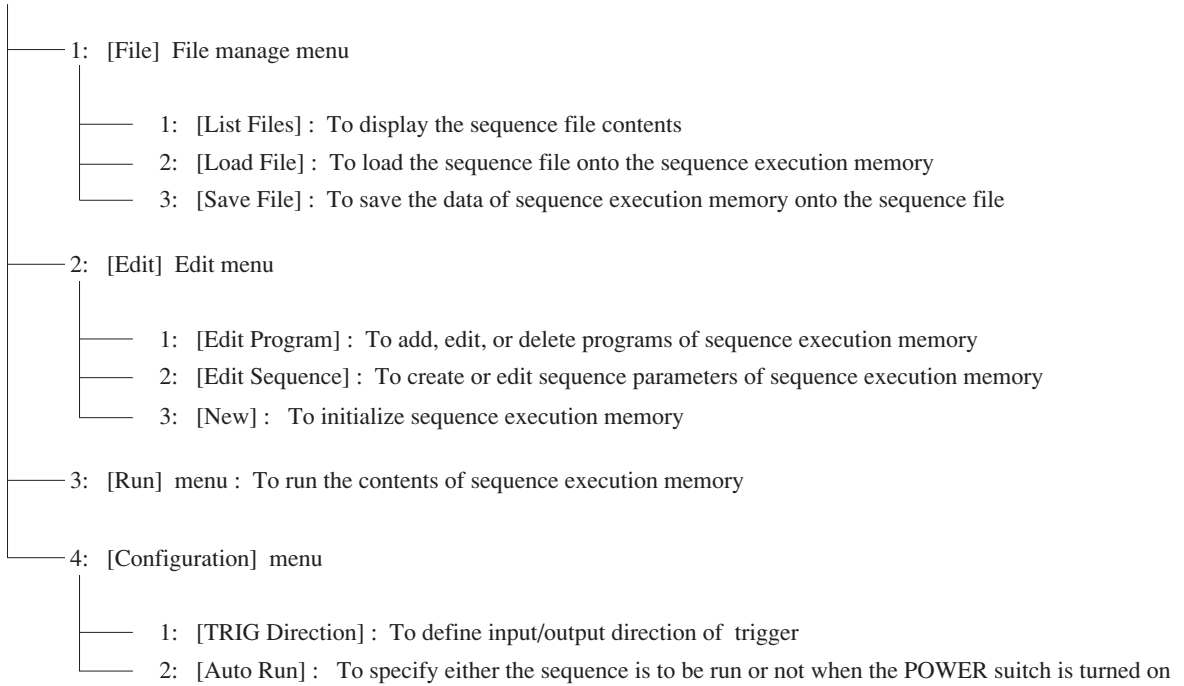 1: [File] File manage menu
1: [List Files] : To display the sequence file contents
2: [Load File] : To load the sequence file onto the sequence execution memory
3: [Save File] : To save the data of sequence execution memory onto the sequence file
2: [Edit] Edit menu
1: [Edit Program] : To add, edit, or delete programs of sequence execution memory
2: [Edit Sequence] : To create or edit sequence parameters of sequence execution memory
3: [New] : To initialize sequence execution memory
3: [Run] menu : To run the contents of sequence execution memory
4: [Configuration] menu
1: [TRIG Direction] : To define input/output direction of trigger
2: [Auto Run] : To specify either the sequence is to be run or not when the POWER suitch is turned on